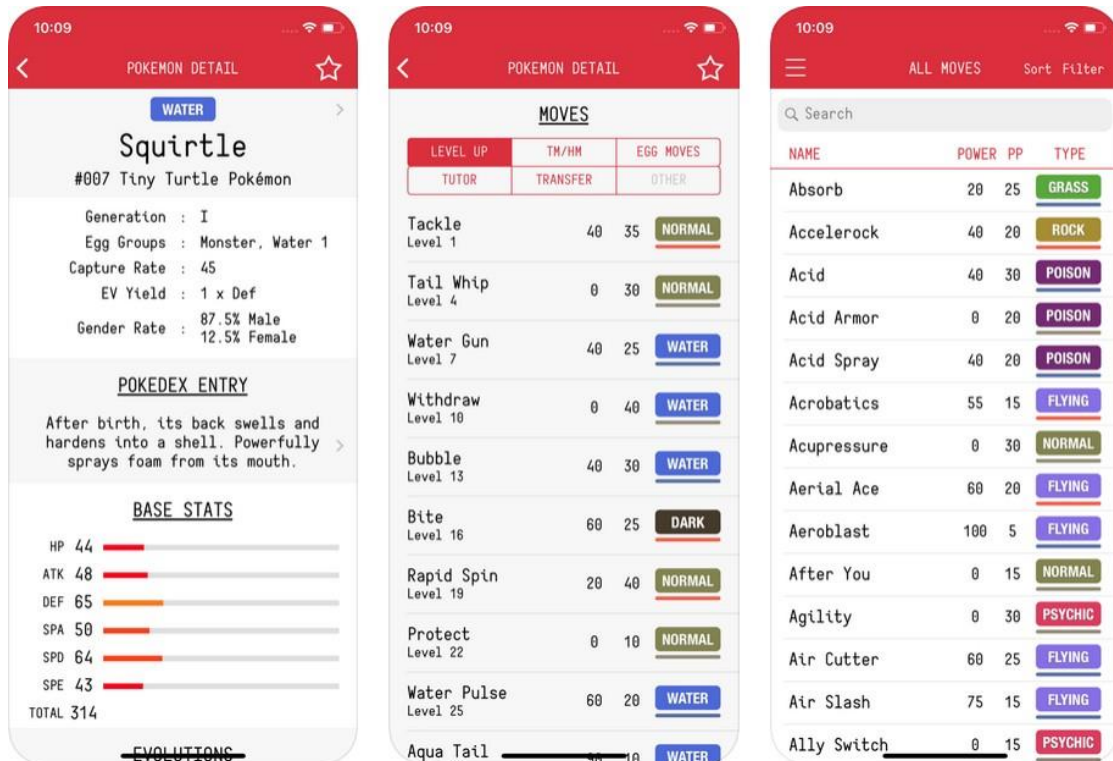 10:09
POKEMON DETAIL
WATER
Squirtle
#007 Tiny Turtle Pokémon
Generation : I
Egg Groups : Monster, Water 1
Capture Rate : 45
EV Yield : 1 x Def
Gender Rate : 87.5% Male
12.5% Female
POKEDEX ENTRY
After birth, its back swells and
hardens into a shell. Powerfully
sprays foam from its mouth.
BASE STATS
HP 44
ATK 48
DEF 65
SPA 50
SPD 64
SPE 43
TOTAL 314
EVOLUTIONS
10:09
POKEMON DETAIL
MOVES
LEVEL UP TM/HM EGG MOVES
TUTOR TRANSFER OTHER
Tackle 40 35 NORMAL
Level 1
Tail Whip 0 30 NORMAL
Level 4
Water Gun 40 25 WATER
Level 7
Withdraw 0 40 WATER
Level 10
Bubble 40 30 WATER
Level 13
Bite 60 25 DARK
Level 16
Rapid Spin 20 40 NORMAL
Level 19
Protect 0 10 NORMAL
Level 22
Water Pulse 60 20 WATER
Level 25
Aqua Tail 10 WATER
10:09
ALL MOVES Sort Filter
Search
NAME POWER PP TYPE
Absorb 20 25 GRASS
Accelerock 40 20 ROCK
Acid 40 30 POISON
Acid Armor 0 20 POISON
Acid Spray 40 20 POISON
Acrobatics 55 15 FLYING
Acupressure 0 30 NORMAL
Aerial Ace 60 20 FLYING
Aeroblast 100 5 FLYING
After You 0 15 NORMAL
Agility 0 30 PSYCHIC
Air Cutter 60 25 FLYING
Air Slash 75 15 FLYING
Ally Switch 0 15 PSYCHIC